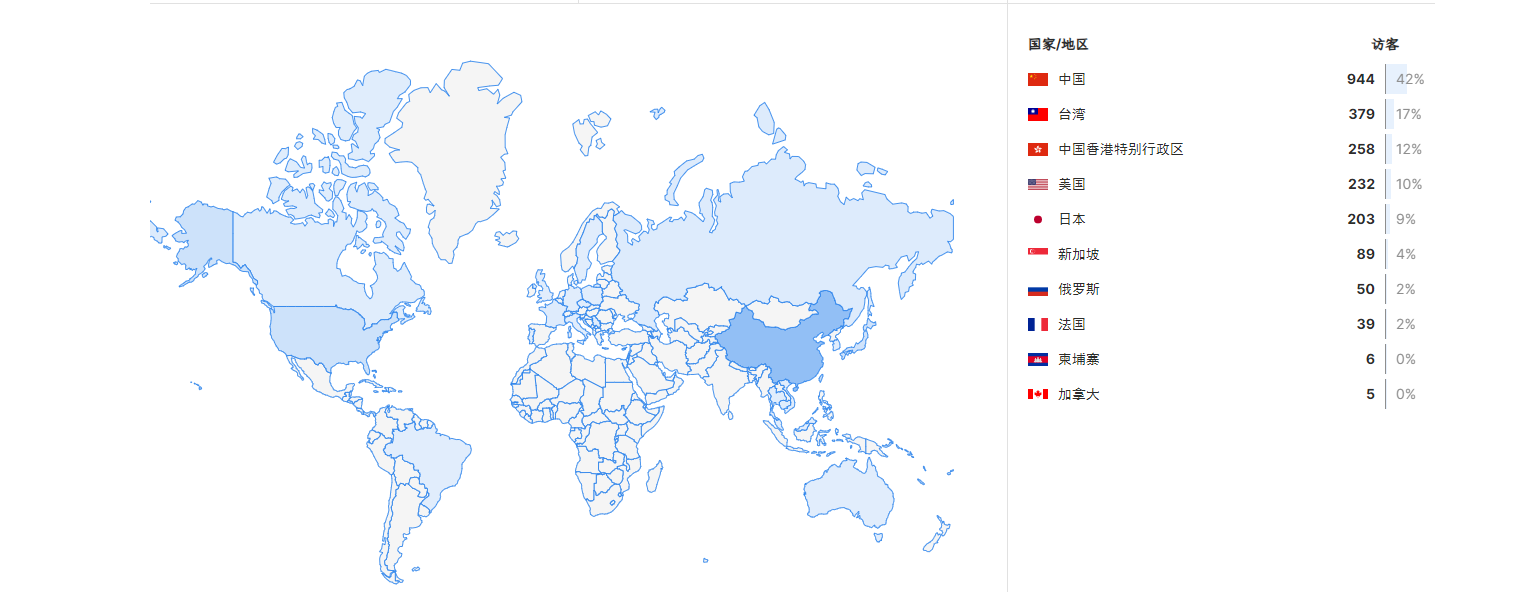 国家/地区 访客
中国 944 42%
台湾 379 17%
中国香港特别行政区 258 12%
美国 232 10%
日本 203 9%
新加坡 89 4%
俄罗斯 50 2%
法国 39 2%
柬埔寨 6 0%
加拿大 5 0%